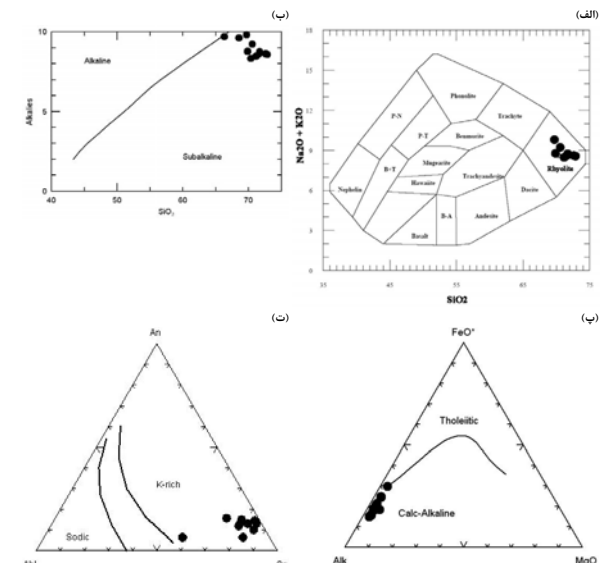 (الف)
Na2O + K2O
18
15
12
9
6
3
0
Phonolite
P-N
Trachyte
P-T
Benmorite
B+T
Mugearite
Trachyandesite
Rhyolite
Nephelin
Hawaiite
Dacite
B-A
Andesite
Basalt
35 45 55 65 75
SiO2
(ب)
Alkalies
10
5
0
Alkaline
Subalkaline
40 50 60 70
SiO₂
(پ)
FeO*
Tholeiitic
Calc-Alkaline
Alk MgO
(ت)
An
K-rich
Sodic